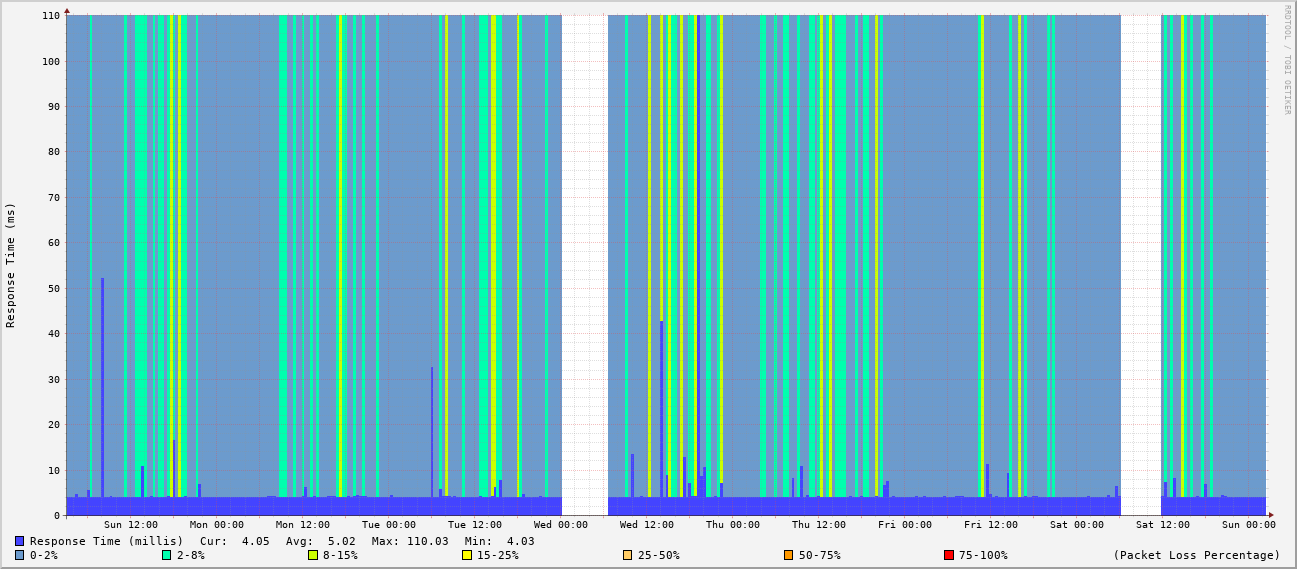 RRDTOOL / TOBI OETIKER
110
100
90
80
70
60
50
40
30
20
10
0
Response Time (ms)
Sun 12:00 Mon 00:00 Mon 12:00 Tue 00:00 Tue 12:00 Wed 00:00 Wed 12:00 Thu 00:00 Thu 12:00 Fri 00:00 Fri 12:00 Sat 00:00 Sat 12:00 Sun 00:00
Response Time (millis) Cur: 4.05 Avg: 5.02 Max: 110.03 Min: 4.03
0-2% 2-8% 8-15% 15-25% 25-50% 50-75% 75-100% (Packet Loss Percentage)